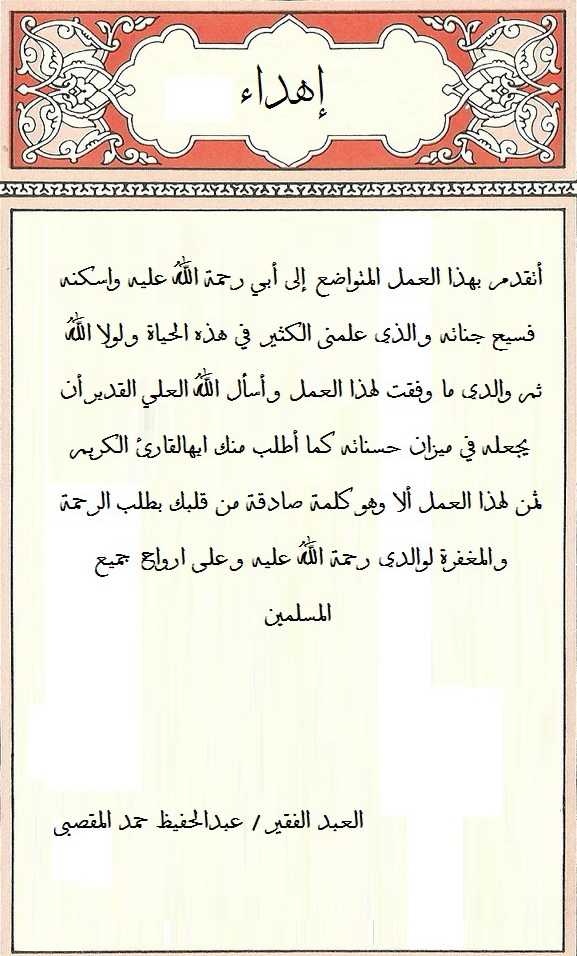 إهداء
أتقدم بهذا العمل المتواضع إلى أبي رحمة الله عليه واسكنه
فسيح جناته والذي علمنى الكثير في هذه الحياة ولولا الله
ثم والدى ما وفقت لهذا العمل وأسأل الله العلي القدير أن
يجعله في ميزان حسناته كما أطلب منك ايهالقارئ الكريم
ثمن لهذا العمل ألا وهو كلمة صادقة من قلبك بطلب الرحمة
والمغفرة لوالدى رحمة الله عليه وعلى ارواح جميع
المسلمين
العبد الفقير / عبدالحفيظ حمد المقصبى